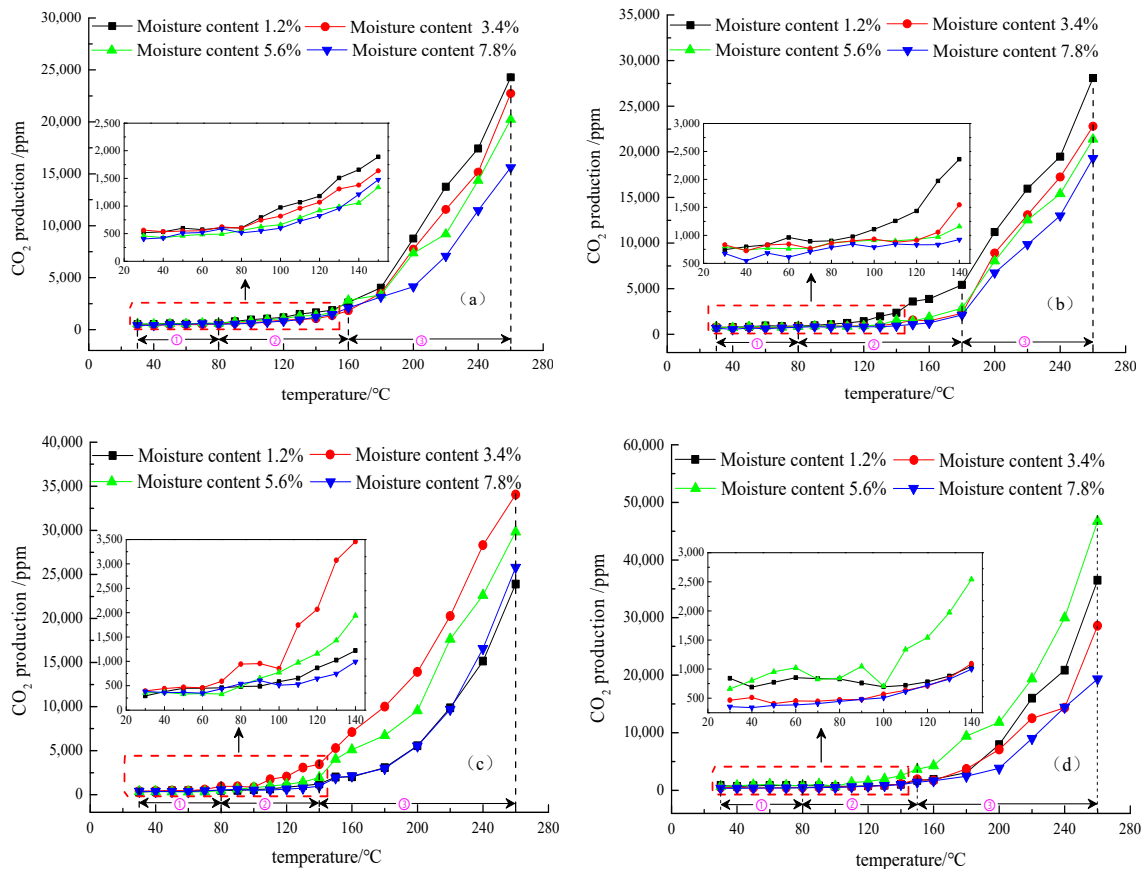 Moisture content 1.2%
Moisture content 3.4%
Moisture content 5.6%
Moisture content 7.8%
30,000
25,000
20,000
15,000
10,000
5,000
0
CO2 production /ppm
2,500
2,000
1,500
1,000
500
0
20 40 60 80 100 120 140
(a)
① ② ③
0 40 80 120 160 200 240 280
temperature/℃
Moisture content 1.2%
Moisture content 3.4%
Moisture content 5.6%
Moisture content 7.8%
35,000
30,000
25,000
20,000
15,000
10,000
5,000
0
CO2 production /ppm
3,000
2,500
2,000
1,500
1,000
500
20 40 60 80 100 120 140
(b)
① ② ③
0 40 80 120 160 200 240 280
temperature/℃
Moisture content 1.2%
Moisture content 3.4%
Moisture content 5.6%
Moisture content 7.8%
40,000
35,000
30,000
25,000
20,000
15,000
10,000
5,000
0
CO2 production /ppm
3,500
3,000
2,500
2,000
1,500
1,000
500
0
20 40 60 80 100 120 140
(c)
① ② ③
0 40 80 120 160 200 240 280
temperature/℃
Moisture content 1.2%
Moisture content 3.4%
Moisture content 5.6%
Moisture content 7.8%
60,000
50,000
40,000
30,000
20,000
10,000
0
CO2 production /ppm
3,000
2,500
2,000
1,500
1,000
500
0
20 40 60 80 100 120 140
(d)
① ② ③
0 40 80 120 160 200 240 280
temperature/℃